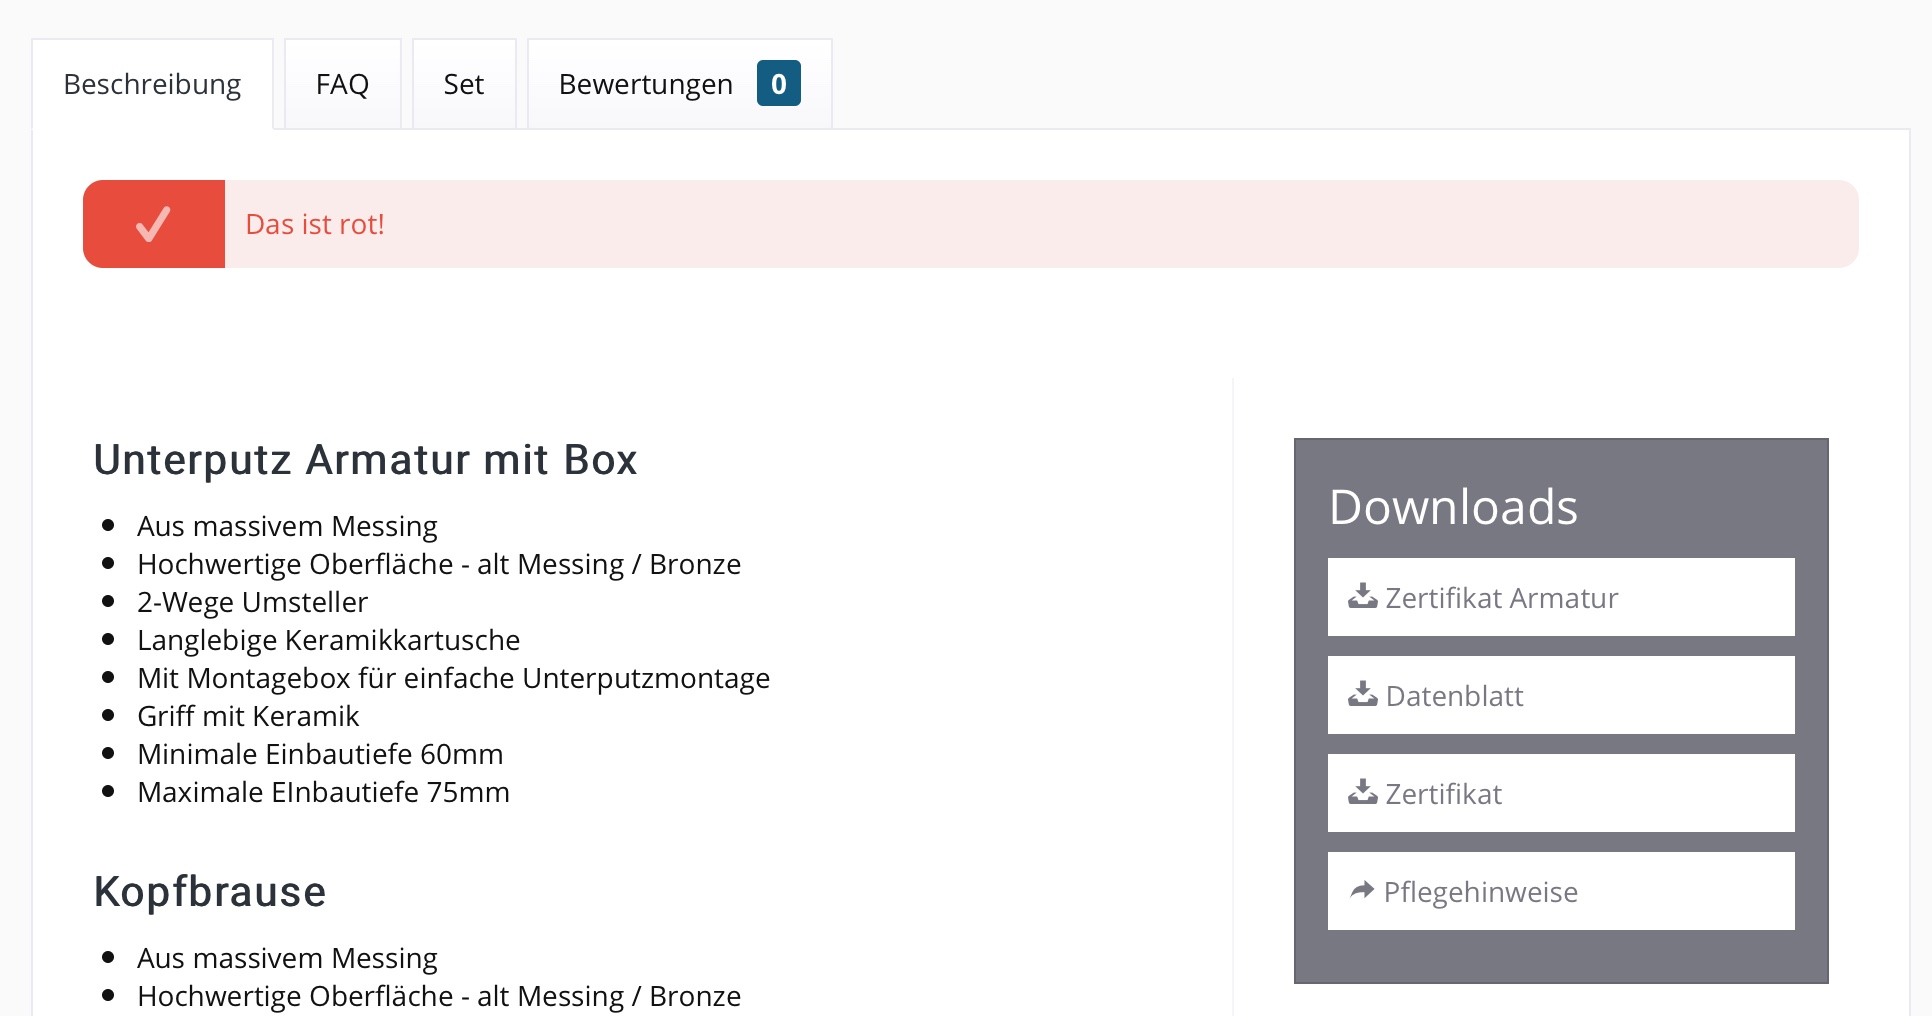 Beschreibung
FAQ
Set
Bewertungen 0
Das ist rot!
Unterputz Armatur mit Box
Aus massivem Messing
Hochwertige Oberfläche - alt Messing / Bronze
2-Wege Umsteller
Langlebige Keramikkartusche
Mit Montagebox für einfache Unterputzmontage
Griff mit Keramik
Minimale Einbautiefe 60mm
Maximale EInbautiefe 75mm
Kopfbrause
Aus massivem Messing
Hochwertige Oberfläche - alt Messing / Bronze
Downloads
Zertifikat Armatur
Datenblatt
Zertifikat
Pflegehinweise